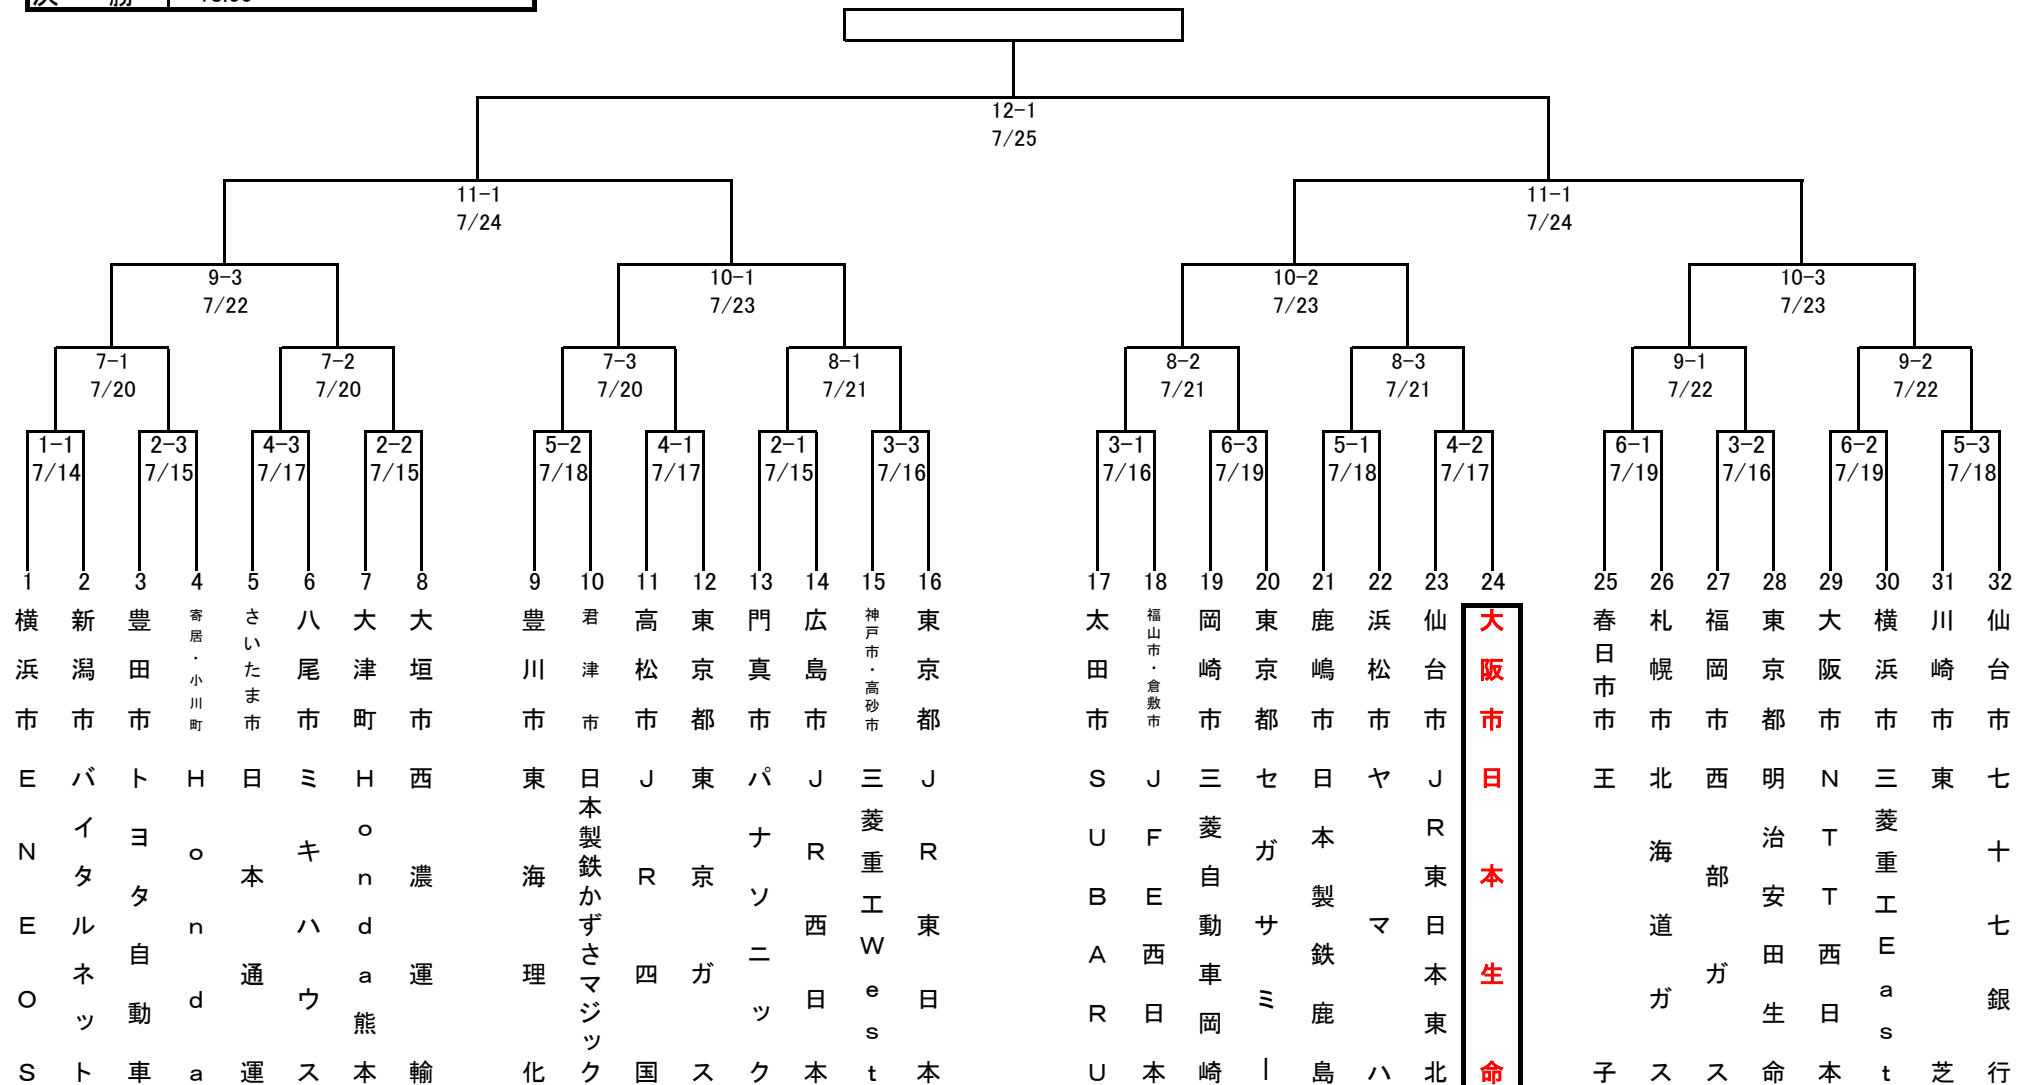 12-1
7/25
11-1
7/24
11-1
7/24
9-3
7/22
10-1
7/23
10-2
7/23
10-3
7/23
7-1
7/20
7-2
7/20
7-3
7/20
8-1
7/21
8-2
7/21
8-3
7/21
9-1
7/22
9-2
7/22
1-1
7/14
2-3
7/15
4-3
7/17
2-2
7/15
5-2
7/18
4-1
7/17
2-1
7/15
3-3
7/16
3-1
7/16
6-3
7/19
5-1
7/18
4-2
7/17
6-1
7/19
3-2
7/16
6-2
7/19
5-3
7/18
1
横浜市
ENEOS
2
新潟市
バイタルネット
3
豊田市
トヨタ自動車
4
寄居・小川町
Honda
5
さいたま市
日本通運
6
八尾市
ミキハウス
7
大津町
Honda熊本
8
大垣市
西濃運輸
9
豊川市
東海理化
10
君津市
日本製鉄かずさマジック
11
高松市
JR四国
12
東京都
東京ガス
13
門真市
パナソニック
14
広島市
JR西日本
15
神戸市・高砂市
三菱重工West
16
東京都
JR東日本
17
太田市
SUBARU
18
福山市・倉敷市
JFE西日本
19
岡崎市
三菱自動車岡崎
20
東京都
セガサミー
21
鹿嶋市
日本製鉄鹿島
22
浜松市
ヤマハ
23
仙台市
JR東日本東北
24
大阪市
日本生命
25
春日市市
王子
26
札幌市
北海道ガス
27
福岡市
西部ガス
28
東京都
明治安田生命
29
大阪市
NTT西日本
30
横浜市
三菱重工East
31
川崎市
東芝
32
仙台市
七十七銀行